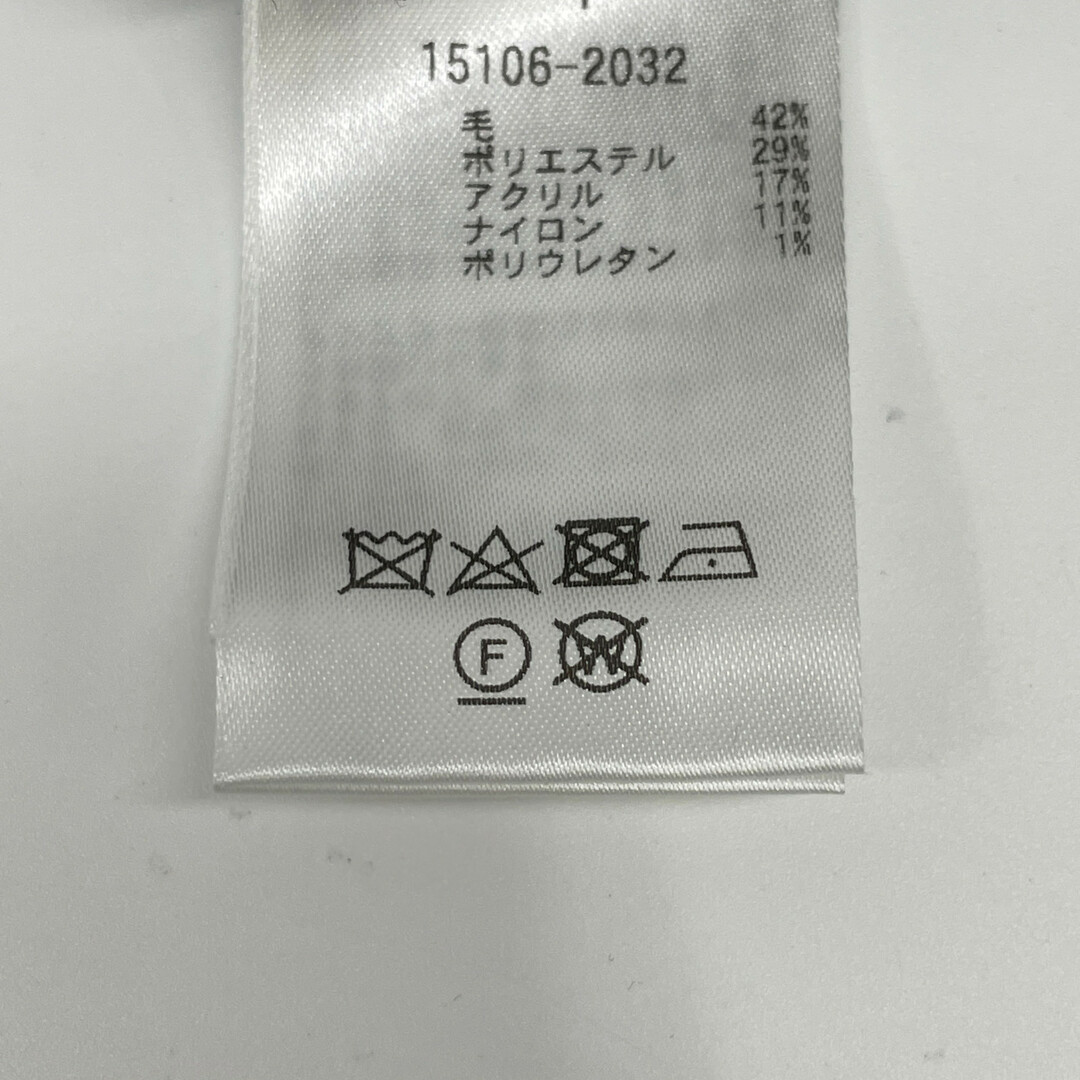 15106-2032
毛 42%
ポリエステル 29%
アクリル 17%
ナイロン 11%
ポリウレタン 1%
F W